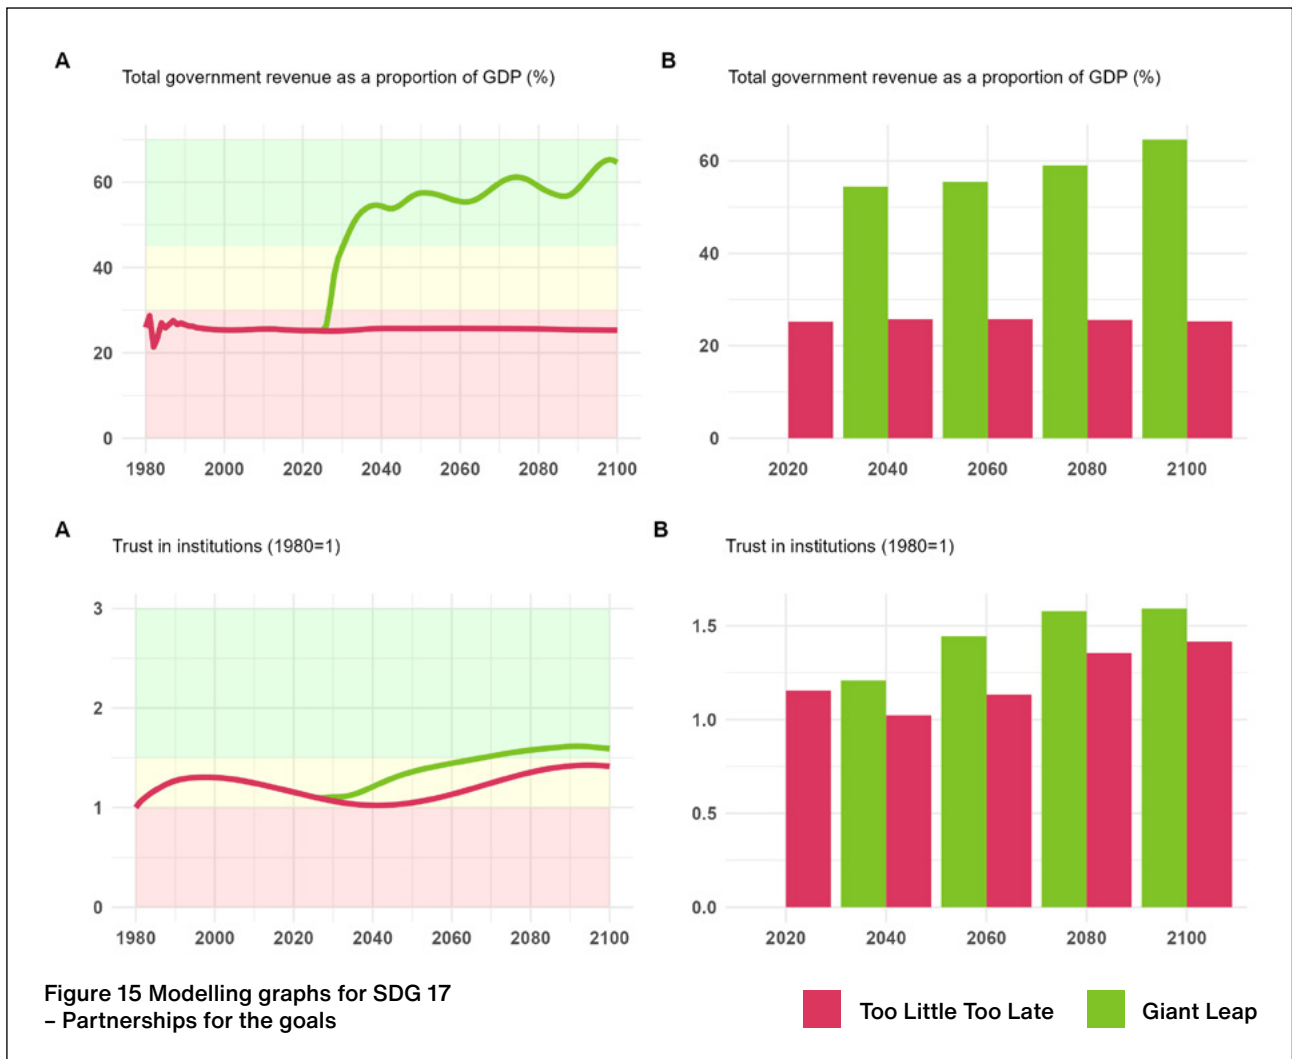 A
Total government revenue as a proportion of GDP (%)
60
40
20
0
1980 2000 2020 2040 2060 2080 2100
B
Total government revenue as a proportion of GDP (%)
60
40
20
0
2020 2040 2060 2080 2100
A
Trust in institutions (1980=1)
3
2
1
0
1980 2000 2020 2040 2060 2080 2100
B
Trust in institutions (1980=1)
1.5
1.0
0.5
0.0
2020 2040 2060 2080 2100
Figure 15 Modelling graphs for SDG 17
– Partnerships for the goals
Too Little Too Late Giant Leap